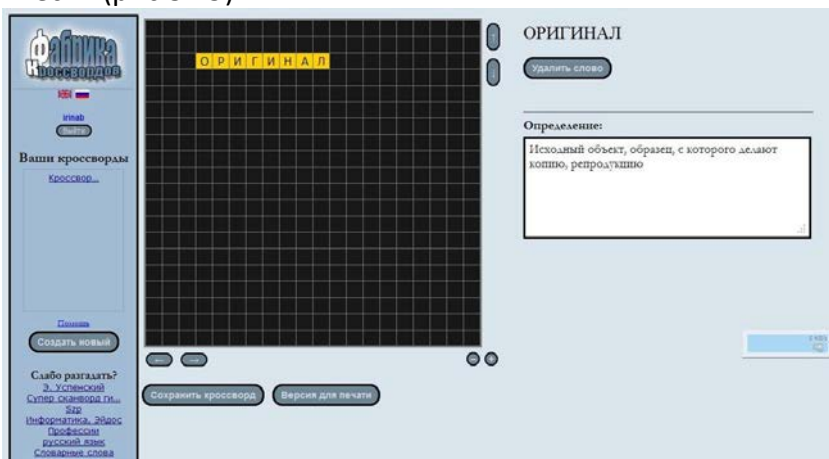 Фабрика
Кроссвордов
irinab
Выйти
Ваши кроссворды
Кроссвор...
Помощь
Создать новый
Слабо разгадать?
Э. Успенский
Супер сканворд ги...
Szp
Информатика, Эйдос
Профессии
русский язык
Словарные слова
ОРИГИНАЛ
←
→
Сохранить кроссворд
Версия для печати
↑
↓
ОРИГИНАЛ
Удалить слово
Определение:
Исходный объект, образец, с которого делают
копию, репродукцию